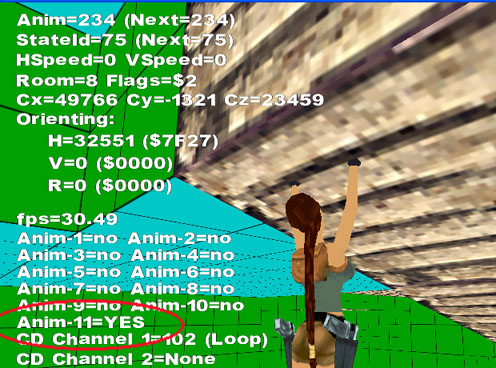 Anim=234 (Next=234)
StateId=75 (Next=75)
HSpeed=0 VSpeed=0
Room=8 Flags=$2
Cx=49766 Cy=-1321 Cz=23459
Orienting:
H=32551 ($7F27)
V=0 ($0000)
R=0 ($0000)
fps=30.49
Anim-1=no Anim-2=no
Anim-3=no Anim-4=no
Anim-5=no Anim-6=no
Anim-7=no Anim-8=no
Anim-9=no Anim-10=no
Anim-11=YES
CD Channel 1=102 (Loop)
CD Channel 2=None